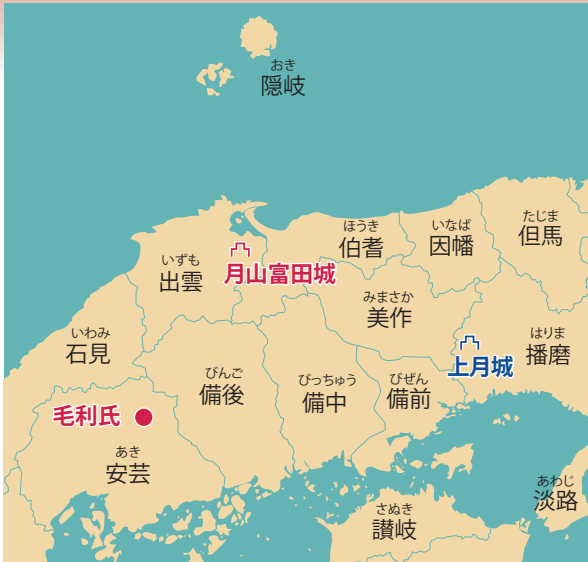 おき
隠岐
ほうき
伯耆
いなば
因幡
たじま
但馬
いずも
出雲
月山富田城
みまさか
美作
いわみ
石見
上月城
はりま
播磨
びんご
備後
びっちゅう
備中
びぜん
備前
毛利氏
あき
安芸
あわじ
淡路
さぬき
讃岐